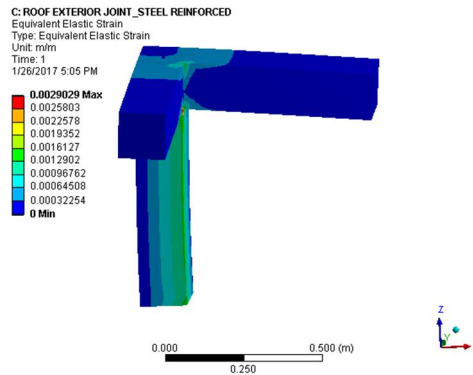 C: ROOF EXTERIOR JOINT_STEEL REINFORCED
Equivalent Elastic Strain
Type: Equivalent Elastic Strain
Unit: m/m
Time: 1
1/26/2017 5:05 PM
0.0029029 Max
0.0025803
0.0022578
0.0019352
0.0016127
0.0012902
0.00096762
0.00064508
0.00032254
0 Min
Z
Y
0.000 0.500 (m)
0.250